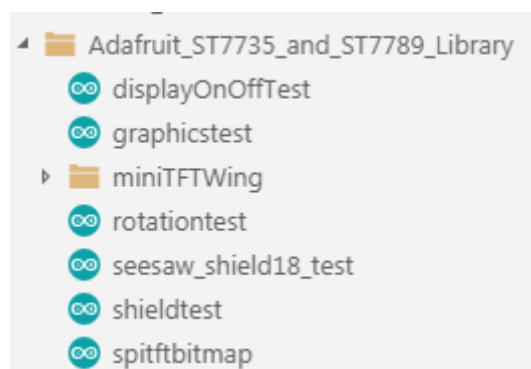 Adafruit_ST7735_and_ST7789_Library
displayOnOffTest
graphicstest
miniTFTWing
rotationtest
seesaw_shield18_test
shieldtest
spitftbitmap